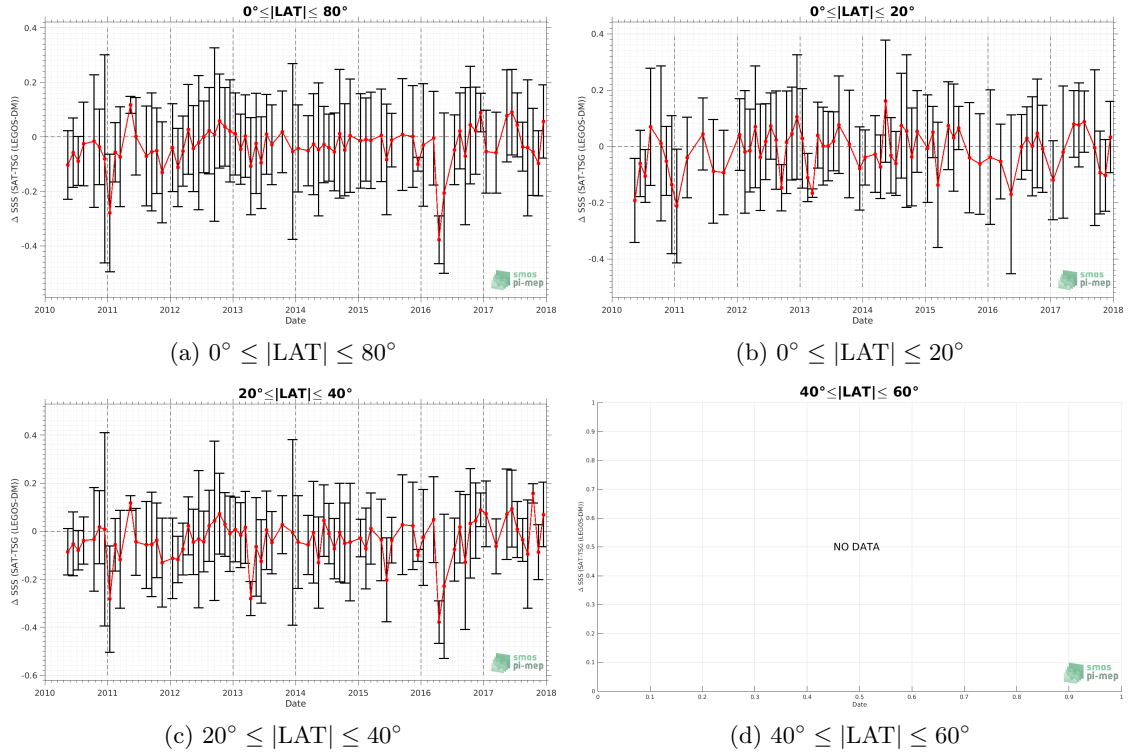 0°≤|LAT|≤ 80°
Δ SSS (SAT-TSG (LEGOS-DM))
0.4
0.2
0
-0.2
-0.4
2010 2011 2012 2013 2014 2015 2016 2017 2018
Date
smos
pi-mep
(a) 0° ≤ |LAT| ≤ 80°
0°≤|LAT|≤ 20°
Δ SSS (SAT-TSG (LEGOS-DM))
0.4
0.2
0
-0.2
-0.4
2010 2011 2012 2013 2014 2015 2016 2017 2018
Date
smos
pi-mep
(b) 0° ≤ |LAT| ≤ 20°
20°≤|LAT|≤ 40°
Δ SSS (SAT-TSG (LEGOS-DM))
0.4
0.2
0
-0.2
-0.4
-0.6
2010 2011 2012 2013 2014 2015 2016 2017 2018
Date
smos
pi-mep
(c) 20° ≤ |LAT| ≤ 40°
40°≤|LAT|≤ 60°
Δ SSS (SAT-TSG (LEGOS-DM))
1
0.9
0.8
0.7
0.6
0.5
0.4
0.3
0.2
0.1
0
NO DATA
0 0.1 0.2 0.3 0.4 0.5 0.6 0.7 0.8 0.9 1
Date
smos
pi-mep
(d) 40° ≤ |LAT| ≤ 60°